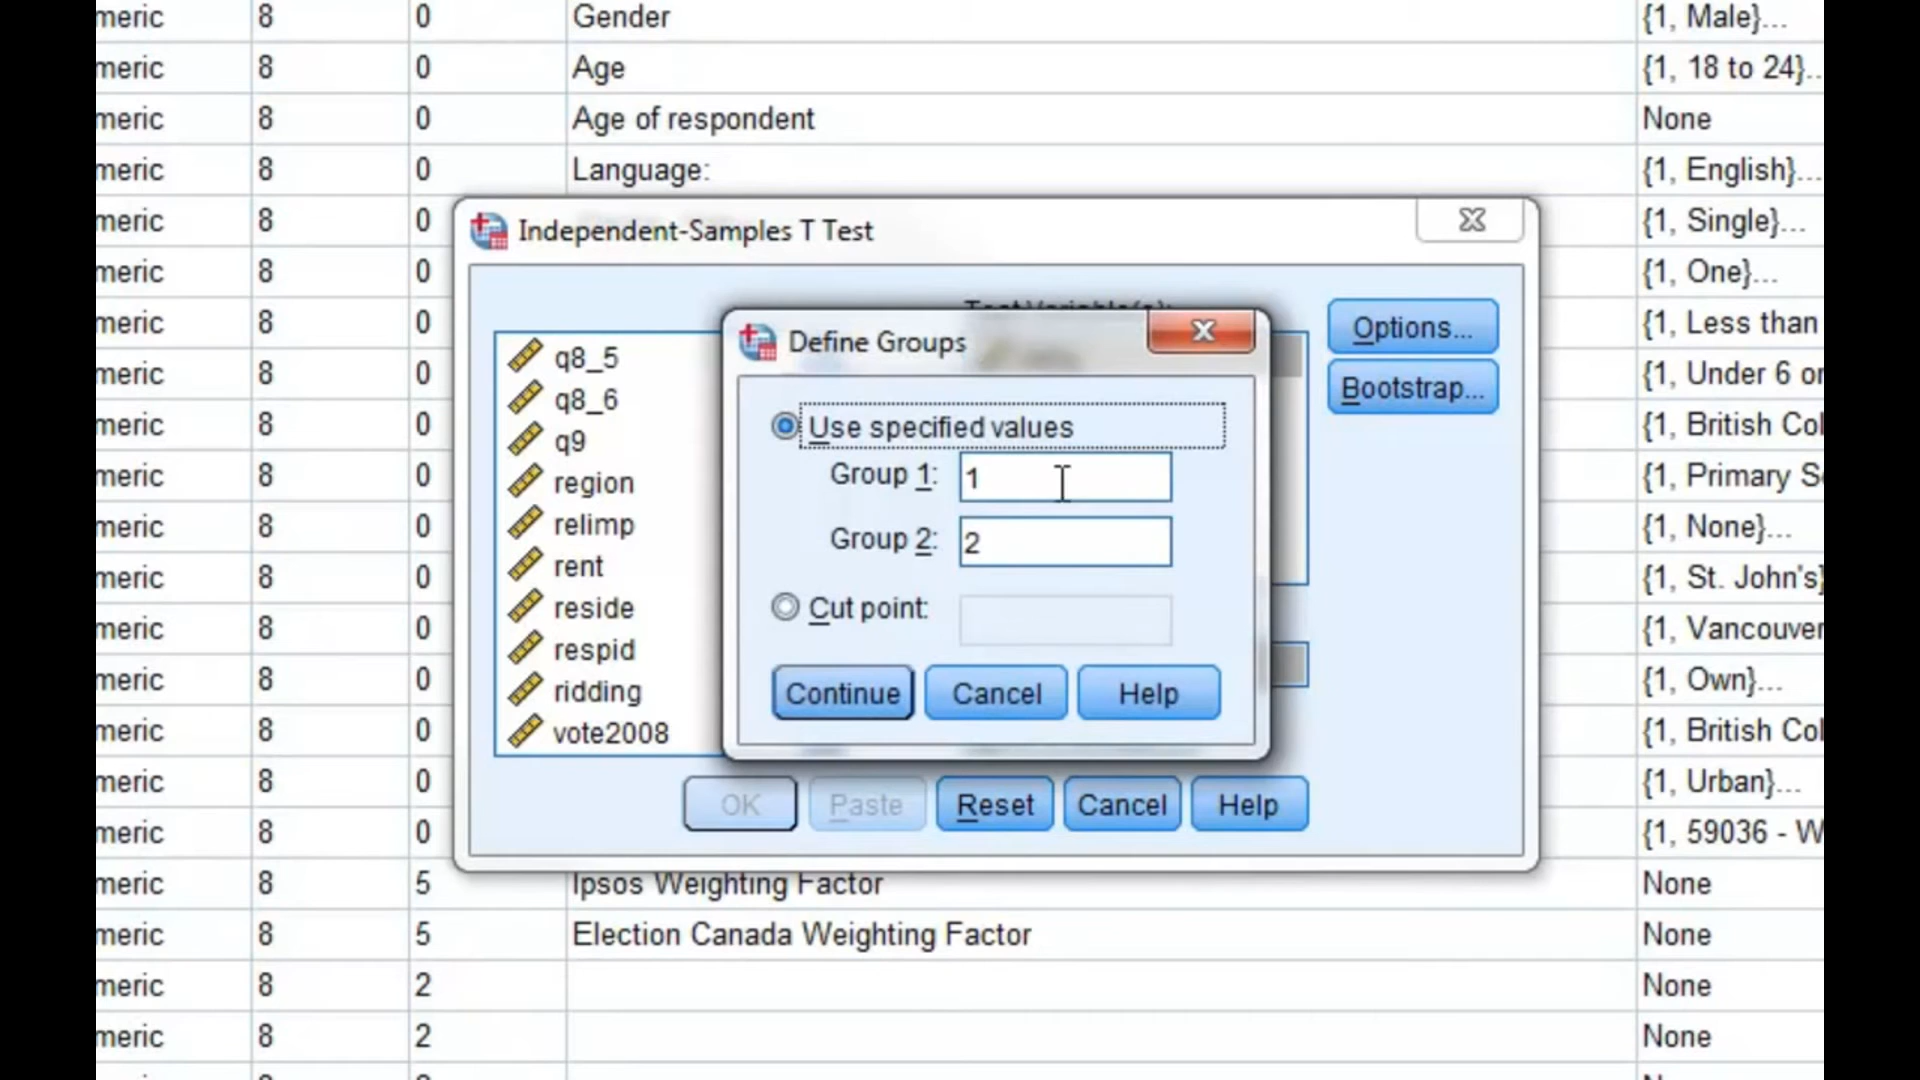 meric 8 0 Gender {1, Male}...
meric 8 0 Age {1, 18 to 24}..
meric 8 0 Age of respondent None
meric 8 0 Language: {1, English}...
meric 8 0 {1, Single}...
meric 8 0 {1, One}...
meric 8 0 {1, Less than
meric 8 0 {1, Under 6 or
meric 8 0 {1, British Col
meric 8 0 {1, Primary Sc
meric 8 0 {1, None}...
meric 8 0 {1, St. John's}
meric 8 0 {1, Vancouver
meric 8 0 {1, Own}...
meric 8 0 {1, British Col
meric 8 0 {1, Urban}...
meric 8 0 {1, 59036 - W
meric 8 5 Ipsos Weighting Factor None
meric 8 5 Election Canada Weighting Factor None
meric 8 2 None
meric 8 2 None
Independent-Samples T Test
Test Variable(s):
q8_5
q8_6
q9
region
relimp
rent
reside
respid
ridding
vote2008
Options...
Bootstrap...
OK Paste Reset Cancel Help
Define Groups
Use specified values
Group 1: 1
Group 2: 2
Cut point:
Continue Cancel Help